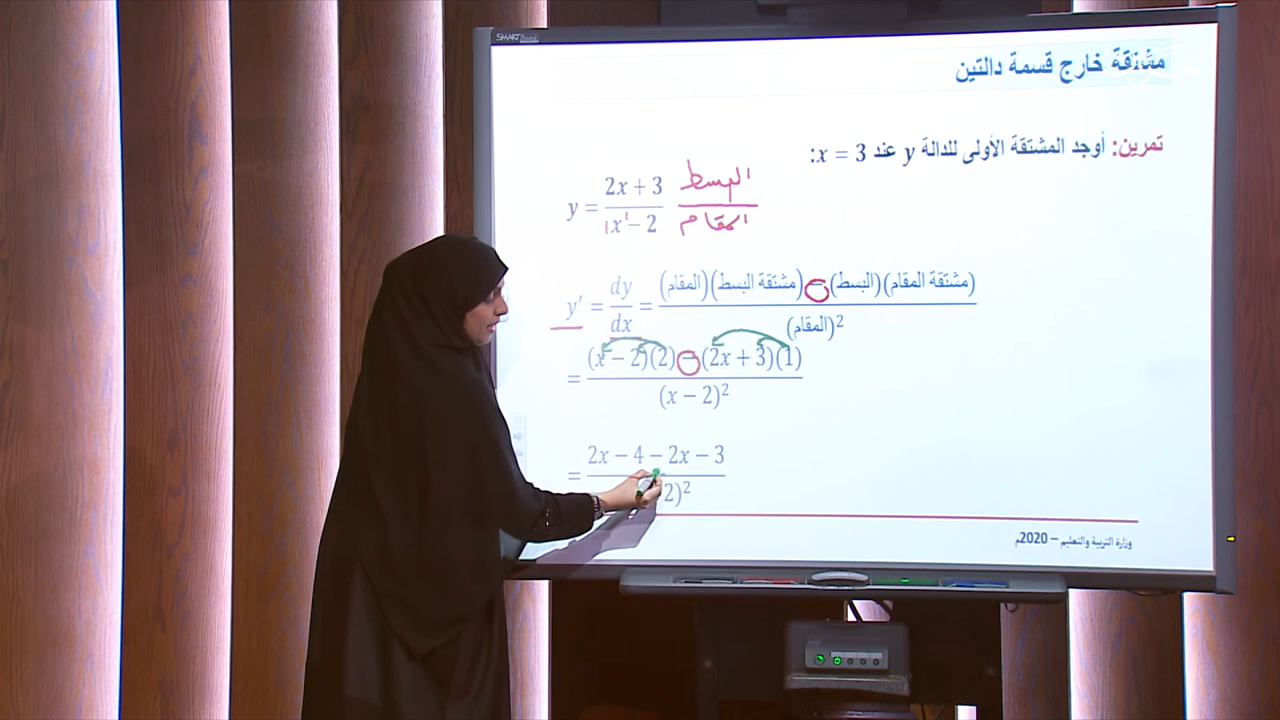 SMART
مشتقة خارج قسمة دالتين
تمرين: أوجد المشتقة الأولى للدالة y عند x = 3:
y = (2x + 3) / (1x¹ − 2) البسط / المقام
y′ = dy/dx = ((المقام)(مشتقة البسط) − (البسط)(مشتقة المقام)) / (المقام)²
= ((x − 2)(2) − (2x + 3)(1)) / (x − 2)²
= (2x − 4 − 2x − 3) / 2)²
وزارة التربية والتعليم – 2020م